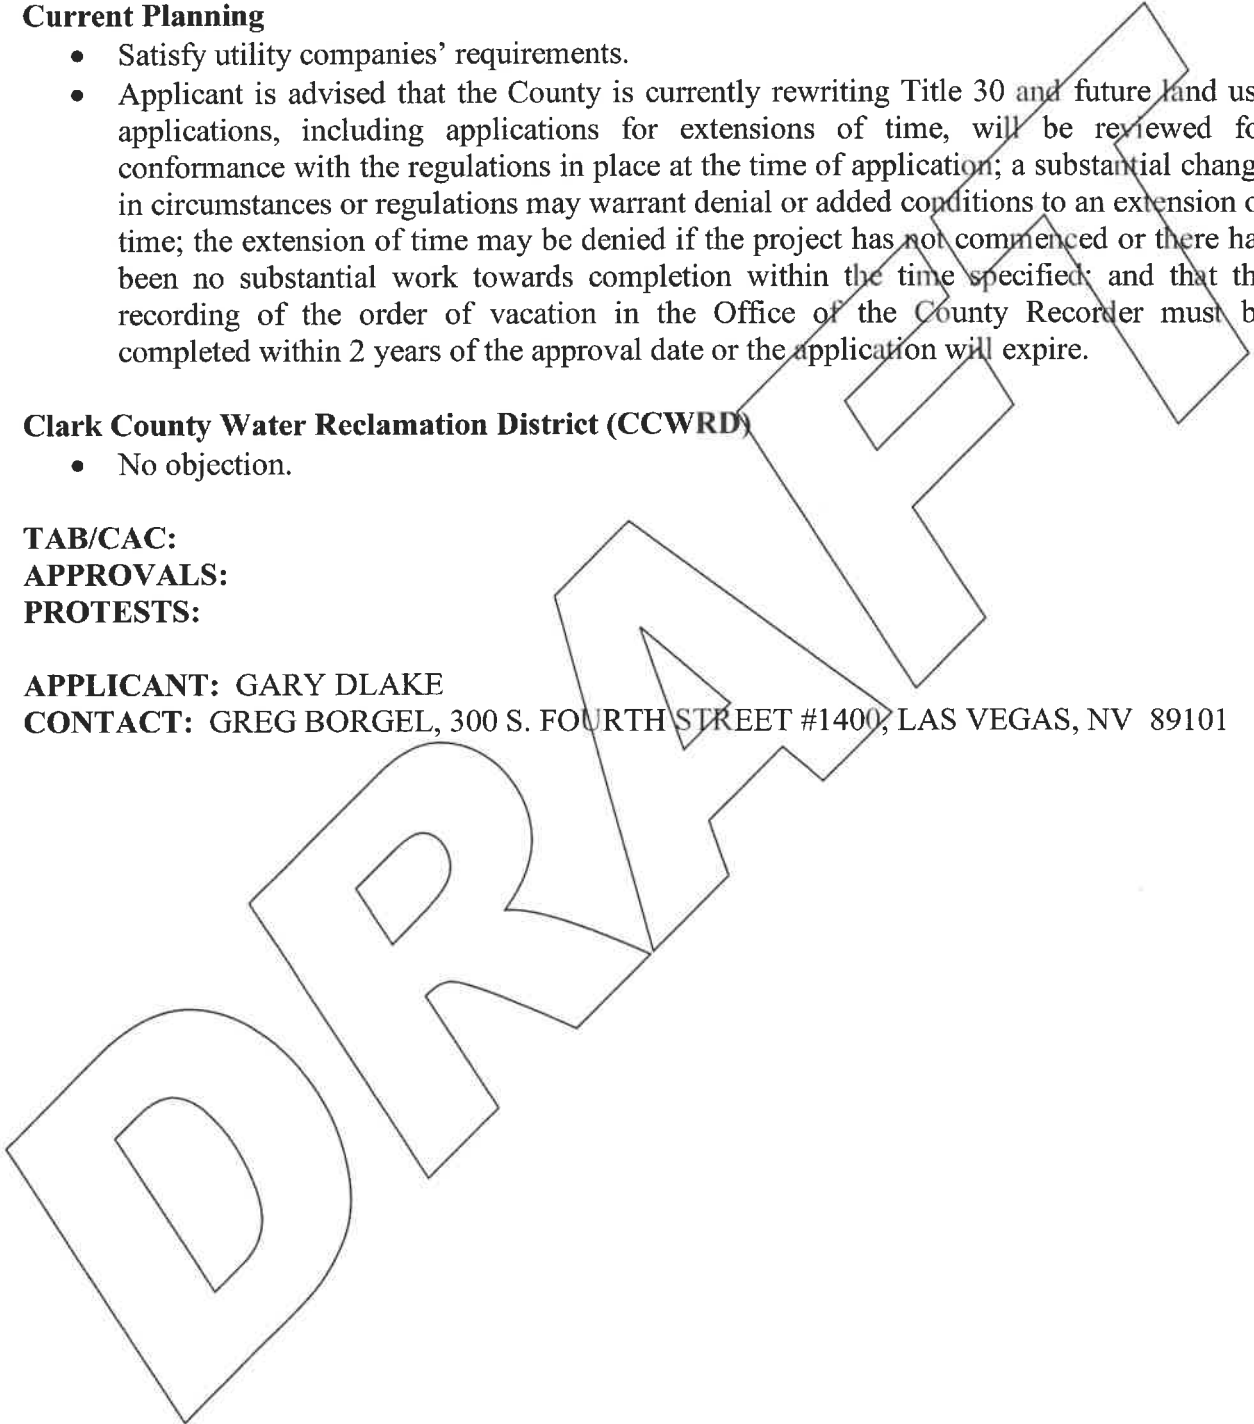 Current Planning
• Satisfy utility companies' requirements.
• Applicant is advised that the County is currently rewriting Title 30 and future land us
applications, including applications for extensions of time, will be reviewed fo
conformance with the regulations in place at the time of application; a substantial chang
in circumstances or regulations may warrant denial or added conditions to an extension o
time; the extension of time may be denied if the project has not commenced or there ha
been no substantial work towards completion within the time specified; and that th
recording of the order of vacation in the Office of the County Recorder must b
completed within 2 years of the approval date or the application will expire.
Clark County Water Reclamation District (CCWRD)
• No objection.
TAB/CAC:
APPROVALS:
PROTESTS:
APPLICANT: GARY DLAKE
CONTACT: GREG BORGEL, 300 S. FOURTH STREET #1400, LAS VEGAS, NV 89101
DRAFT